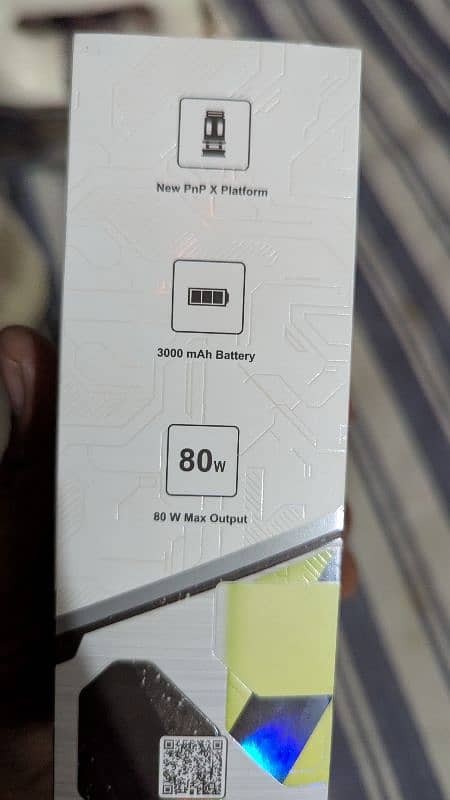 New PnP X Platform
3000 mAh Battery
80W
80 W Max Output